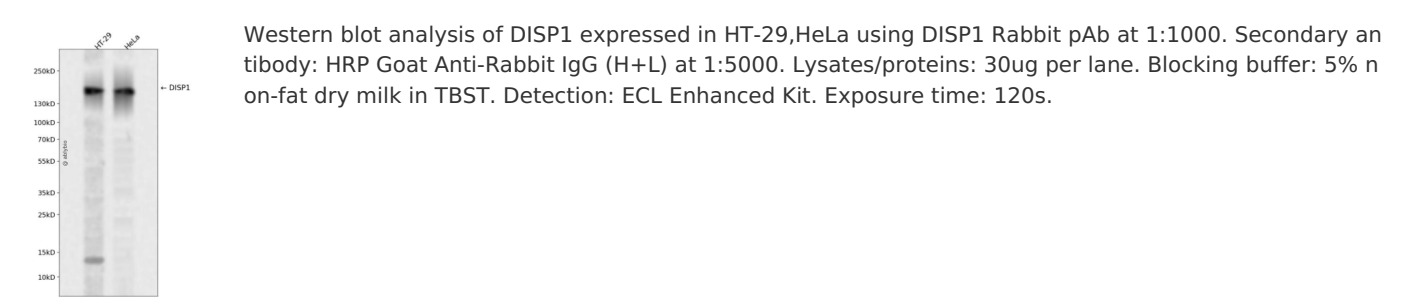 HT-29
HeLa
250kD
130kD
100kD
70kD
55kD
35kD
25kD
15kD
10kD
← DISP1
@ ablybio
Western blot analysis of DISP1 expressed in HT-29,HeLa using DISP1 Rabbit pAb at 1:1000. Secondary an
tibody: HRP Goat Anti-Rabbit IgG (H+L) at 1:5000. Lysates/proteins: 30ug per lane. Blocking buffer: 5% n
on-fat dry milk in TBST. Detection: ECL Enhanced Kit. Exposure time: 120s.